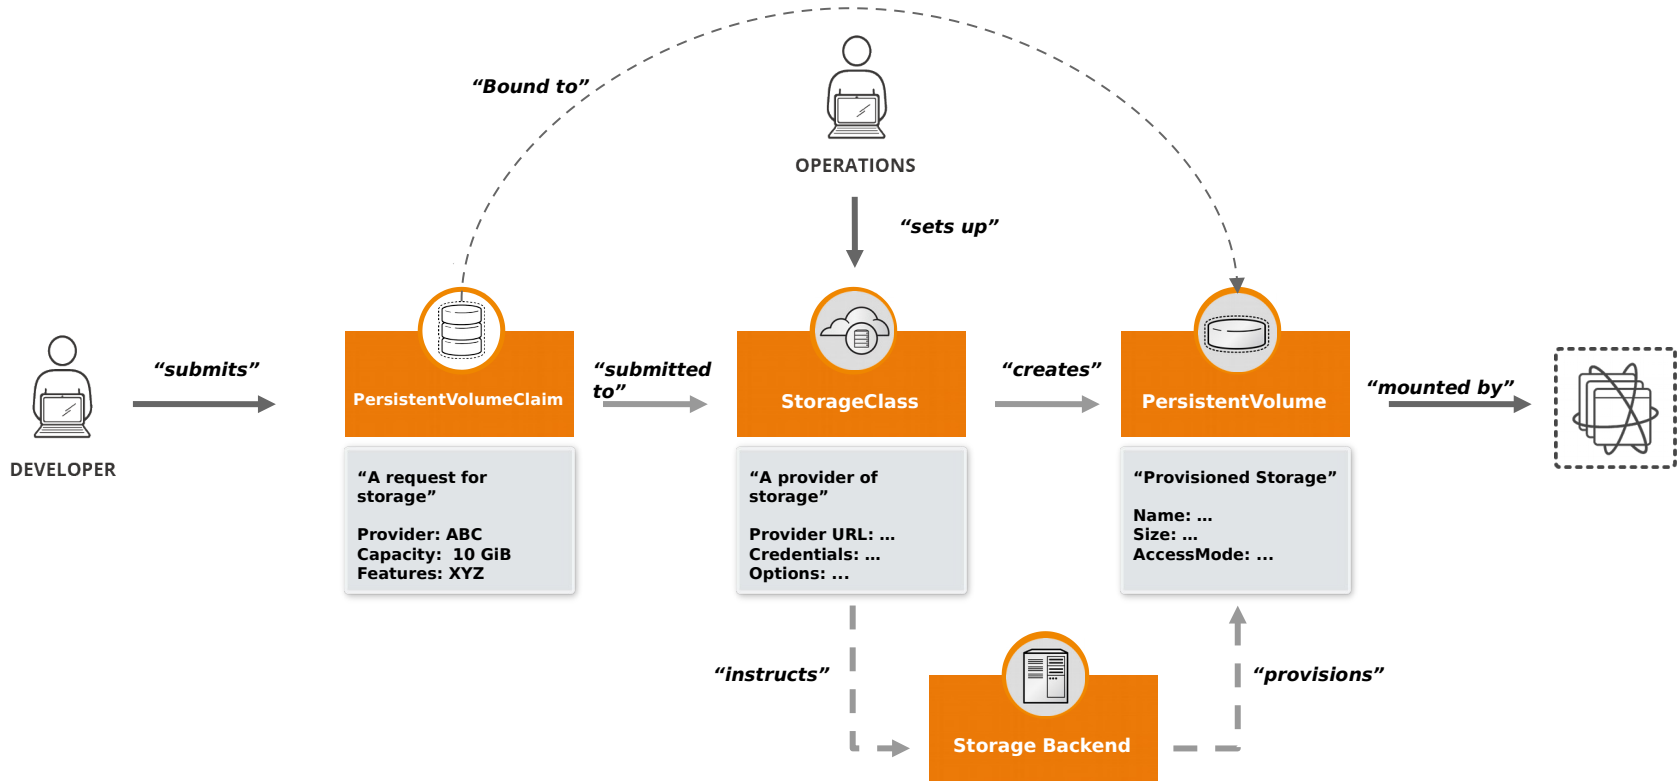 “Bound to”
OPERATIONS
“sets up”
DEVELOPER
“submits”
PersistentVolumeClaim
“submitted
to”
StorageClass
“creates”
PersistentVolume
“mounted by”
“A request for
storage”
Provider: ABC
Capacity:  10 GiB
Features: XYZ
“A provider of
storage”
Provider URL: …
Credentials: …
Options: ...
“Provisioned Storage”
Name: …
Size: …
AccessMode: ...
“instructs”
Storage Backend
“provisions”